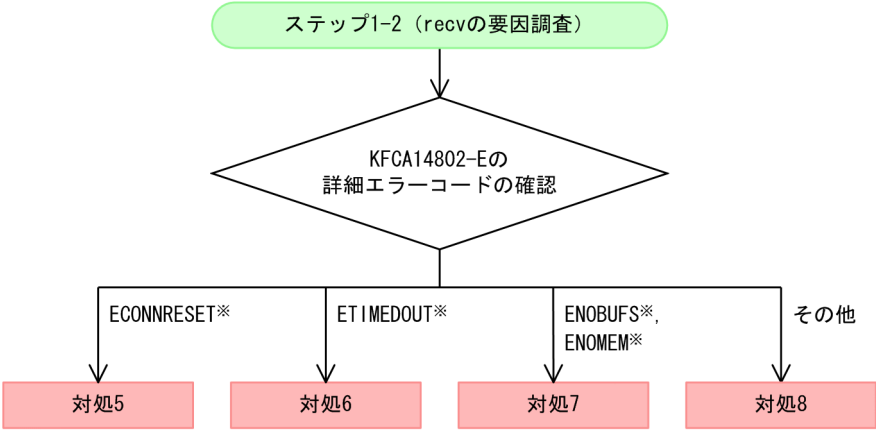 ステップ1-2（recvの要因調査）
KFCA14802-Eの
詳細エラーコードの確認
ECONNRESET※
ETIMEDOUT※
ENOBUFS※,
ENOMEM※
その他
対処5
対処6
対処7
対処8